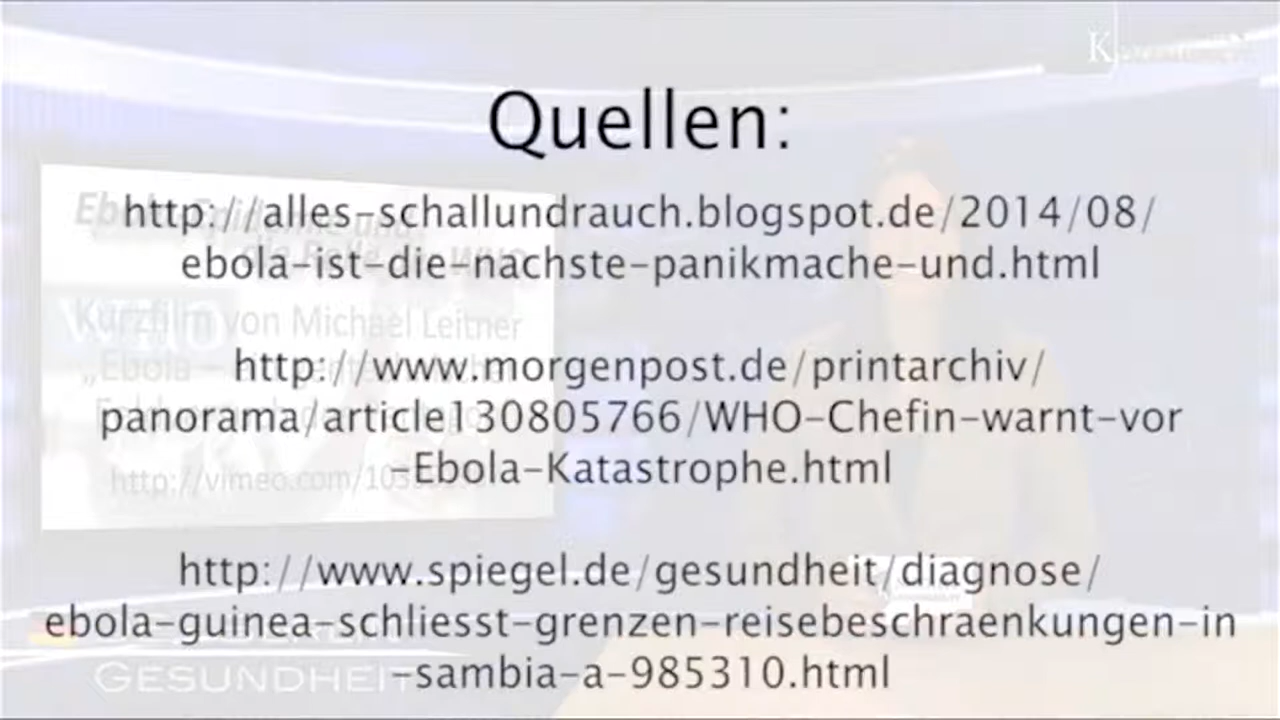 Quellen:
http://alles-schallundrauch.blogspot.de/2014/08/
ebola-ist-die-nachste-panikmache-und.html
http://www.morgenpost.de/printarchiv/
panorama/article130805766/WHO-Chefin-warnt-vor
-Ebola-Katastrophe.html
http://www.spiegel.de/gesundheit/diagnose/
ebola-guinea-schliesst-grenzen-reisebeschraenkungen-in
-sambia-a-985310.html
Kurzfilm von Michael Leitner
http://vimeo.com/
GESUNDHEIT